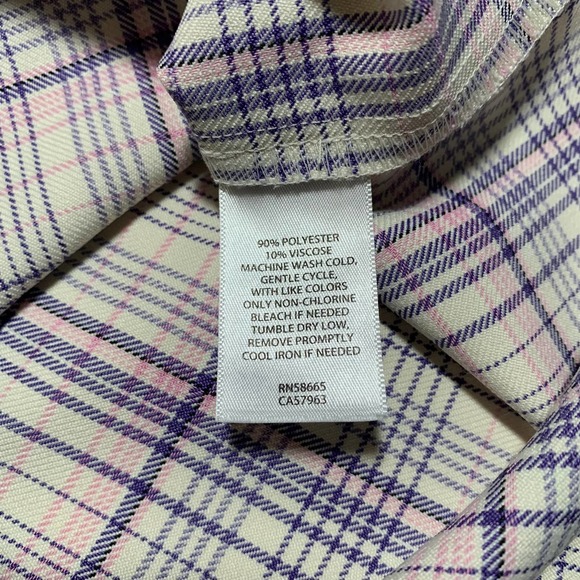 90% POLYESTER
10% VISCOSE
MACHINE WASH COLD,
GENTLE CYCLE,
WITH LIKE COLORS
ONLY NON-CHLORINE
BLEACH IF NEEDED
TUMBLE DRY LOW,
REMOVE PROMPTLY
COOL IRON IF NEEDED
RN58665
CA57963